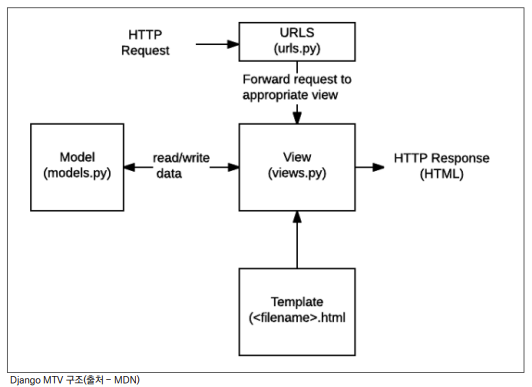 HTTP
Request
URLS
(urls.py)
Forward request to
appropriate view
Model
(models.py)
read/write
data
View
(views.py)
HTTP Response
(HTML)
Template
(<filename>.html
Django MTV 구조(출처 - MDN)